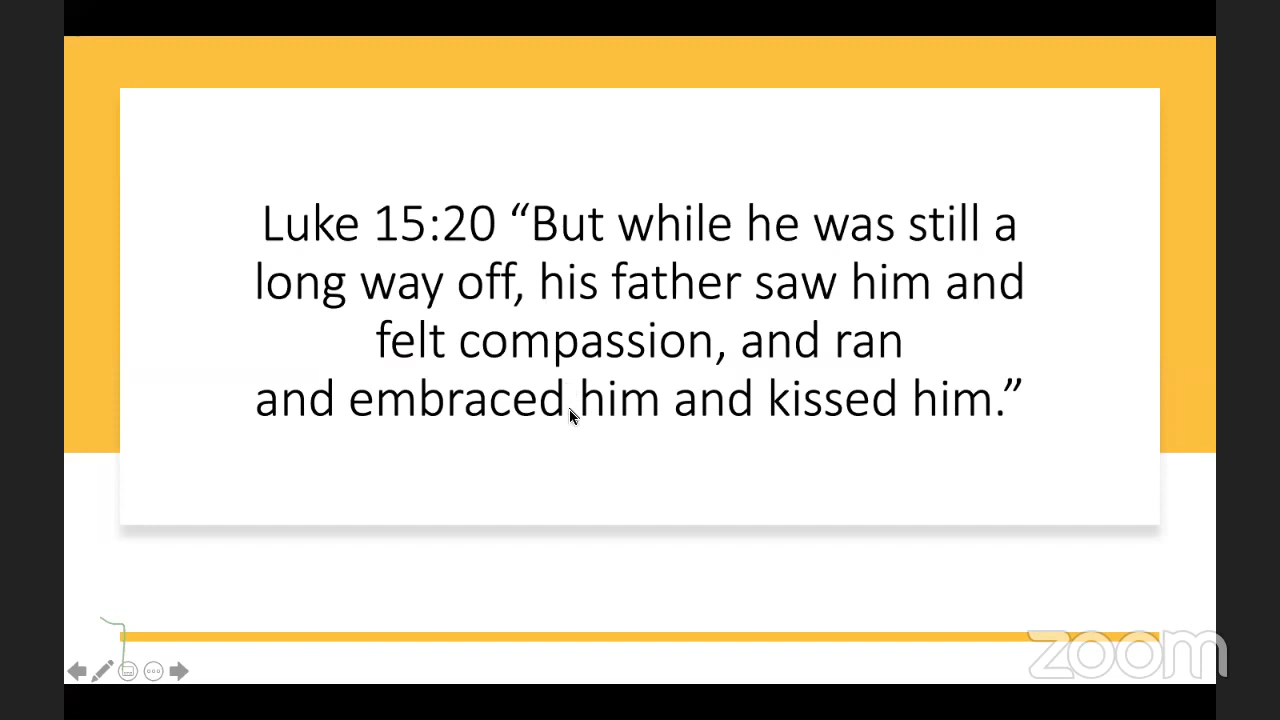 Luke 15:20 “But while he was still a
long way off, his father saw him and
felt compassion, and ran
and embraced him and kissed him.”
zoom